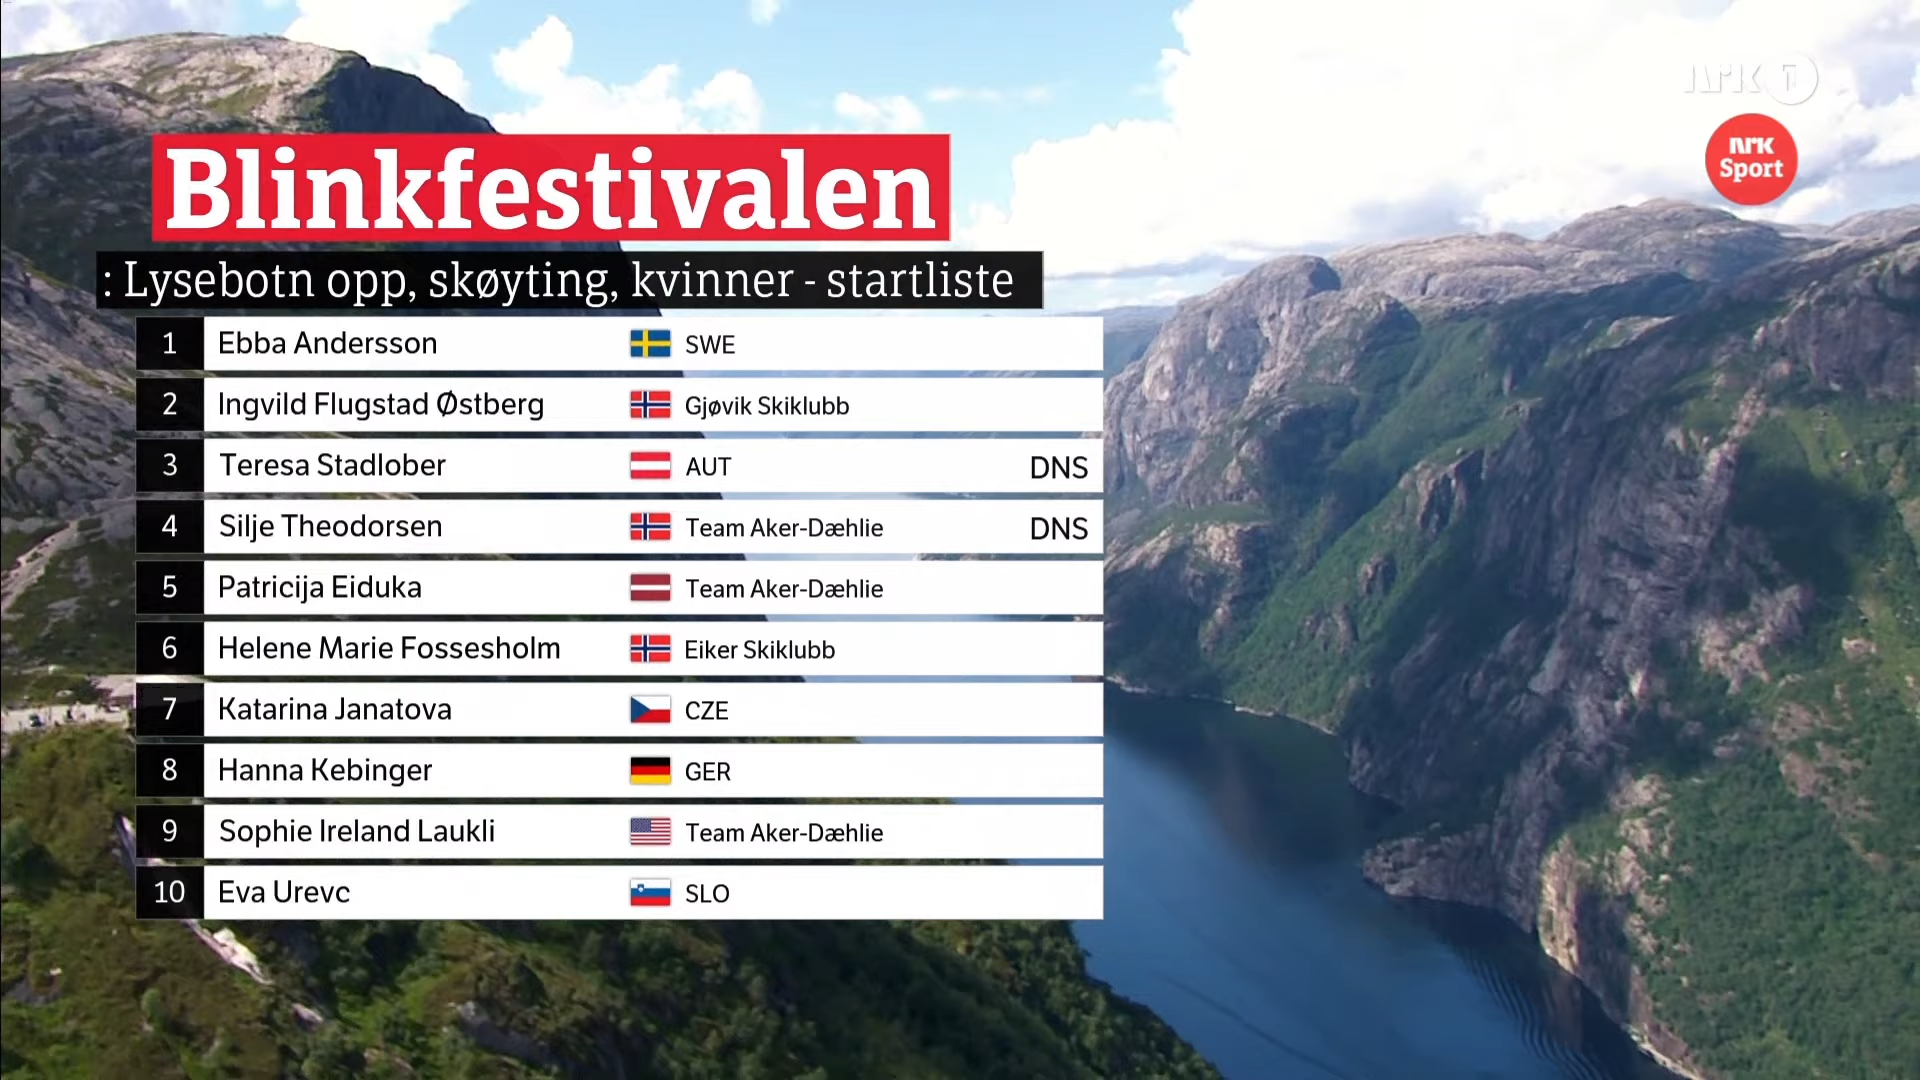 nrk 1
nrk
Sport
Blinkfestivalen
: Lysebotn opp, skøyting, kvinner - startliste
1 Ebba Andersson SWE
2 Ingvild Flugstad Østberg Gjøvik Skiklubb
3 Teresa Stadlober AUT DNS
4 Silje Theodorsen Team Aker-Dæhlie DNS
5 Patricija Eiduka Team Aker-Dæhlie
6 Helene Marie Fossesholm Eiker Skiklubb
7 Katarina Janatova CZE
8 Hanna Kebinger GER
9 Sophie Ireland Laukli Team Aker-Dæhlie
10 Eva Urevc SLO